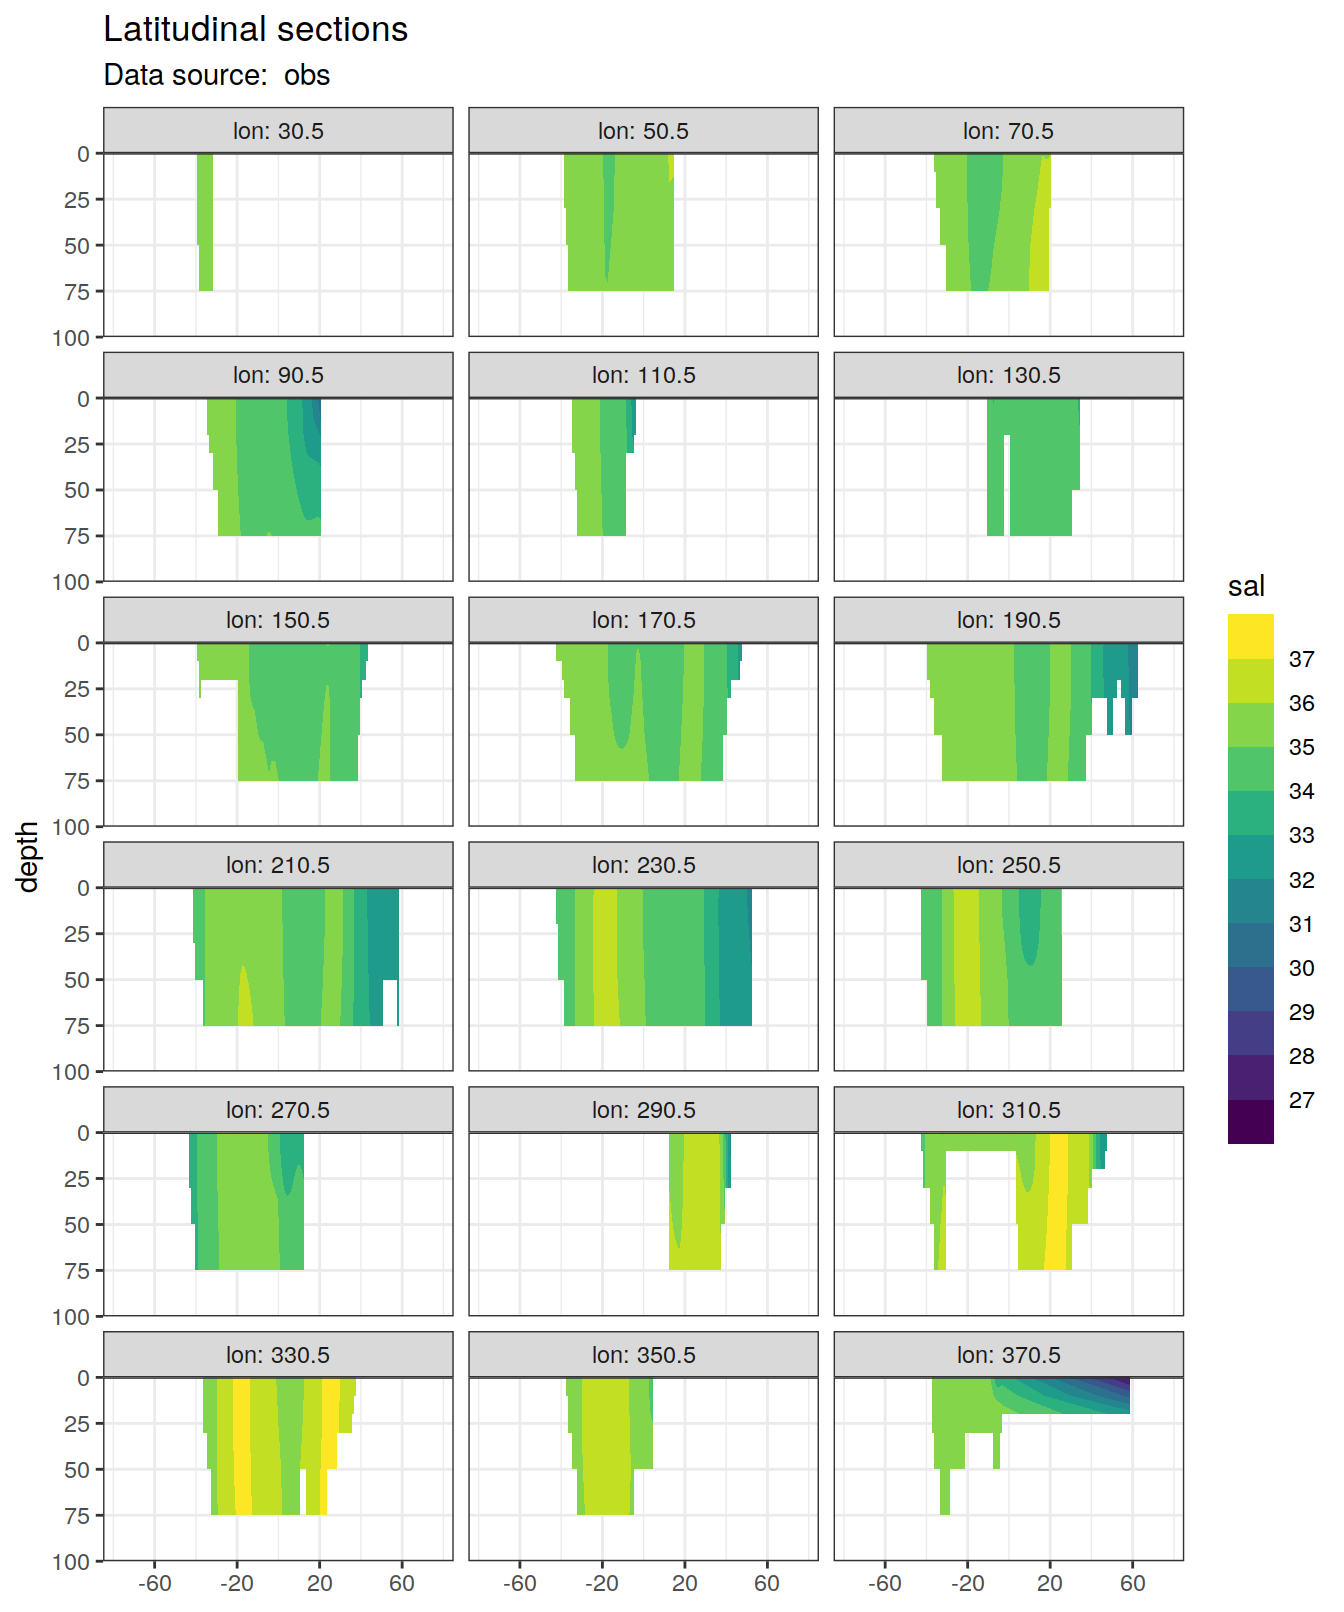 Latitudinal sections
Data source:  obs
lon: 30.5
lon: 50.5
lon: 70.5
0
25
50
75
100
lon: 90.5
lon: 110.5
lon: 130.5
0
25
50
75
100
lon: 150.5
lon: 170.5
lon: 190.5
0
25
50
75
100
lon: 210.5
lon: 230.5
lon: 250.5
0
25
50
75
100
lon: 270.5
lon: 290.5
lon: 310.5
0
25
50
75
100
lon: 330.5
lon: 350.5
lon: 370.5
0
25
50
75
100
-60 -20 20 60
-60 -20 20 60
-60 -20 20 60
depth
sal
37
36
35
34
33
32
31
30
29
28
27